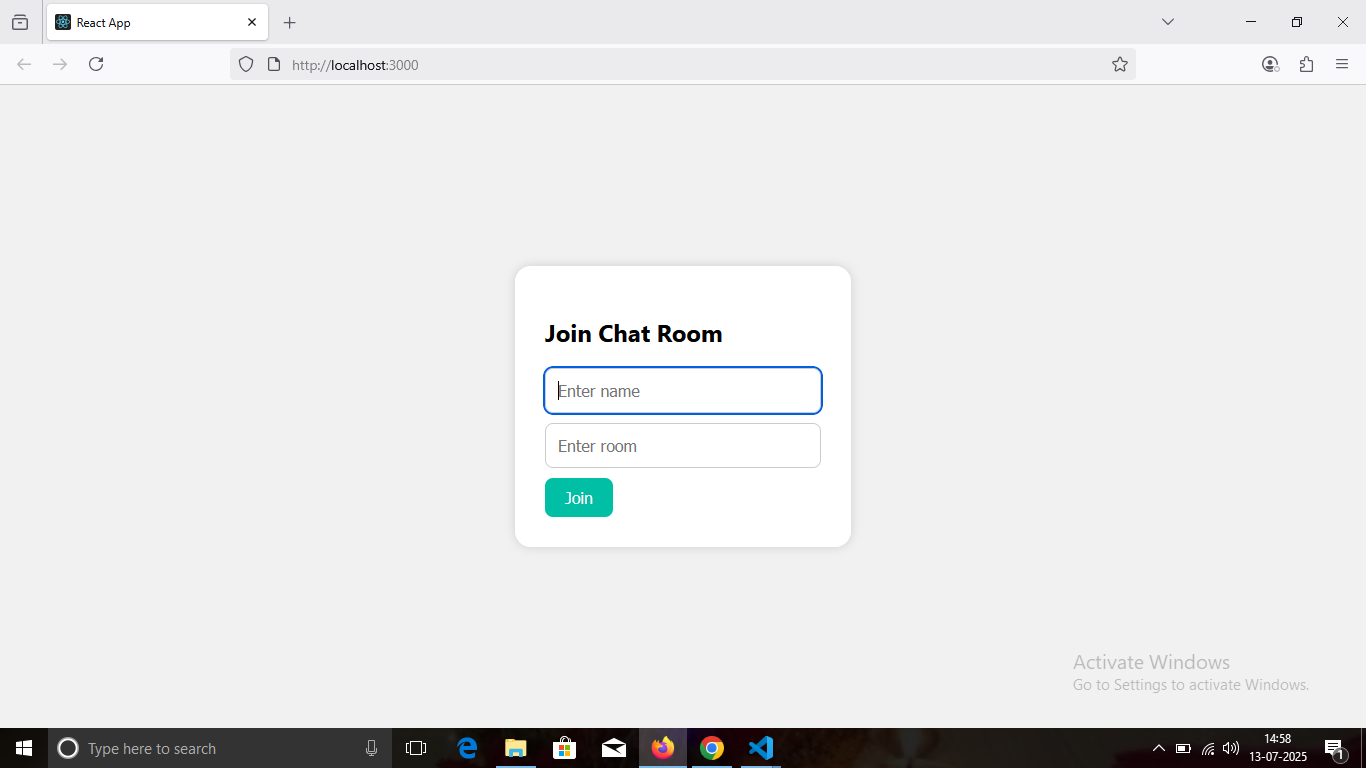 React App
http://localhost:3000
Join Chat Room
Enter name
Enter room
Join
Activate Windows
Go to Settings to activate Windows.
Type here to search
14:58
13-07-2025
1